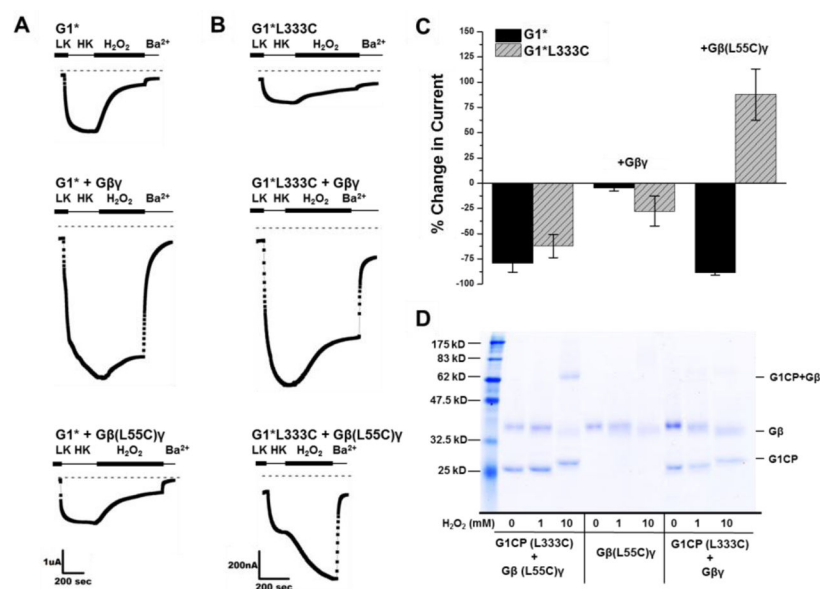 A
G1*
LK HK H₂O₂ Ba²⁺
G1* + Gβγ
LK HK H₂O₂ Ba²⁺
G1* + Gβ(L55C)γ
LK HK H₂O₂ Ba²⁺
1uA
200 sec
B
G1*L333C
LK HK H₂O₂ Ba²⁺
G1*L333C + Gβγ
LK HK H₂O₂ Ba²⁺
G1*L333C + Gβ(L55C)γ
LK HK H₂O₂ Ba²⁺
200nA
200 sec
C
% Change in Current
150
125
100
75
50
25
0
-25
-50
-75
-100
G1*
G1*L333C
+Gβγ
+Gβ(L55C)γ
D
175 kD
83 kD
62 kD
47.5 kD
32.5 kD
25 kD
G1CP+Gβ
Gβ
G1CP
H₂O₂ (mM) 0 1 10 0 1 10 0 1 10
G1CP (L333C)
+
Gβ (L55C)γ
Gβ(L55C)γ
G1CP (L333C)
+
Gβγ